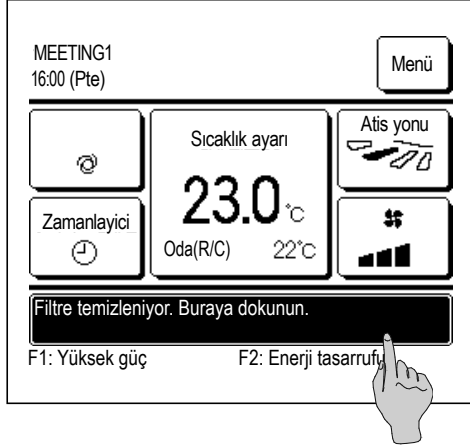 MEETING1
16:00 (Pte)
Menü
Sıcaklık ayarı
23.0 °C
Oda(R/C) 22°C
Atis yonu
Zamanlayici
Filtre temizleniyor. Buraya dokunun.
F1: Yüksek güç F2: Enerji tasarrufu